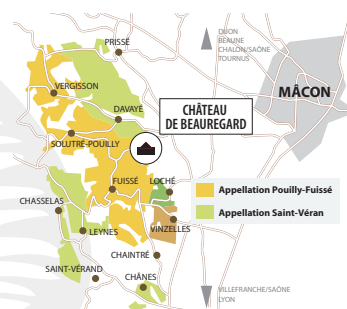 DIJON
BEAUNE
CHALON/SAÔNE
TOURNUS
PRISSÉ
MÂCON
VERGISSON
DAVAYÉ
CHÂTEAU
DE BEAUREGARD
SOLUTRÉ-POUILLY
FUISSÉ
LOCHÉ
Appellation Pouilly-Fuissé
CHASSELAS
Appellation Saint-Véran
LEYNES
VINZELLES
CHAINTRÉ
SAINT-VÉRAND
CHÂNES
VILLEFRANCHE/SAÔNE
LYON